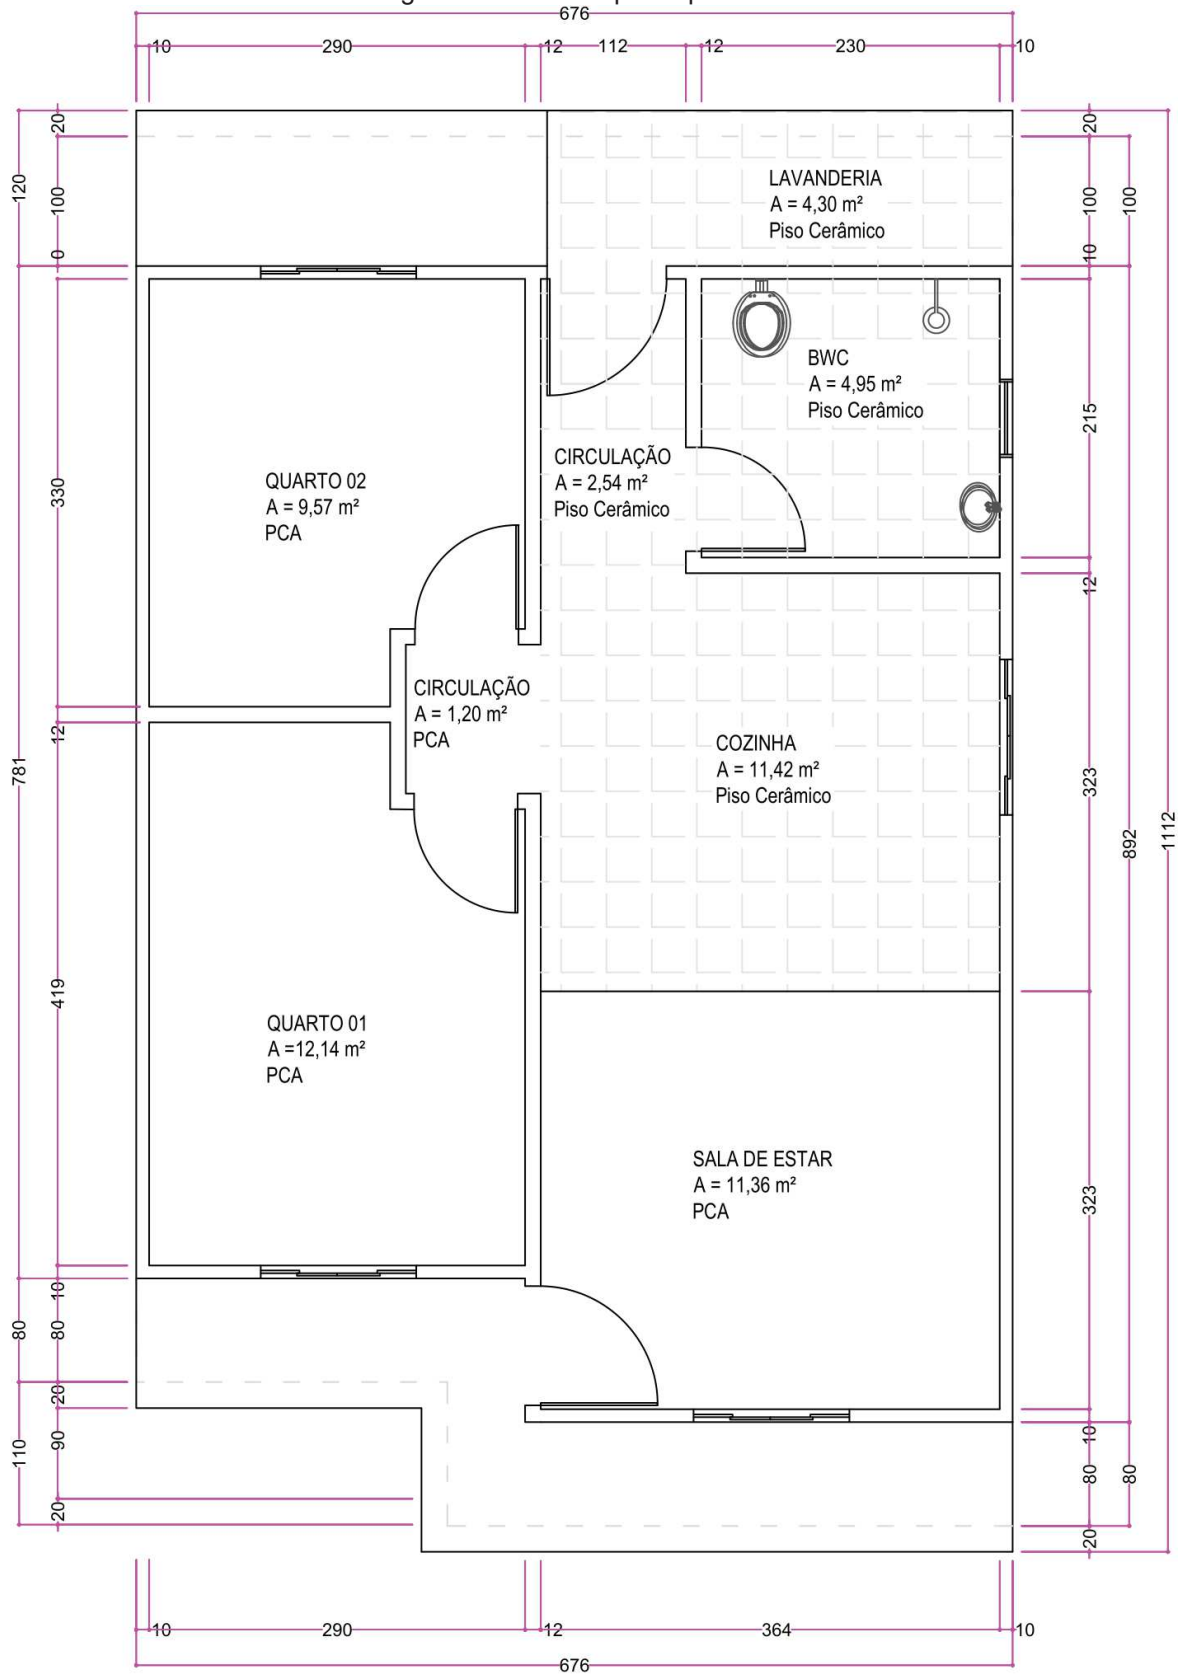 676
10 290 12 112 12 230 10
20
100
0
120
20
100
10
100
LAVANDERIA
A = 4,30 m²
Piso Cerâmico
BWC
A = 4,95 m²
Piso Cerâmico
CIRCULAÇÃO
A = 2,54 m²
Piso Cerâmico
QUARTO 02
A = 9,57 m²
PCA
CIRCULAÇÃO
A = 1,20 m²
PCA
COZINHA
A = 11,42 m²
Piso Cerâmico
QUARTO 01
A =12,14 m²
PCA
SALA DE ESTAR
A = 11,36 m²
PCA
330
12
781
419
10
80
80
20
90
110
20
215
12
323
892
1112
323
10
80
80
20
10 290 12 364 10
676